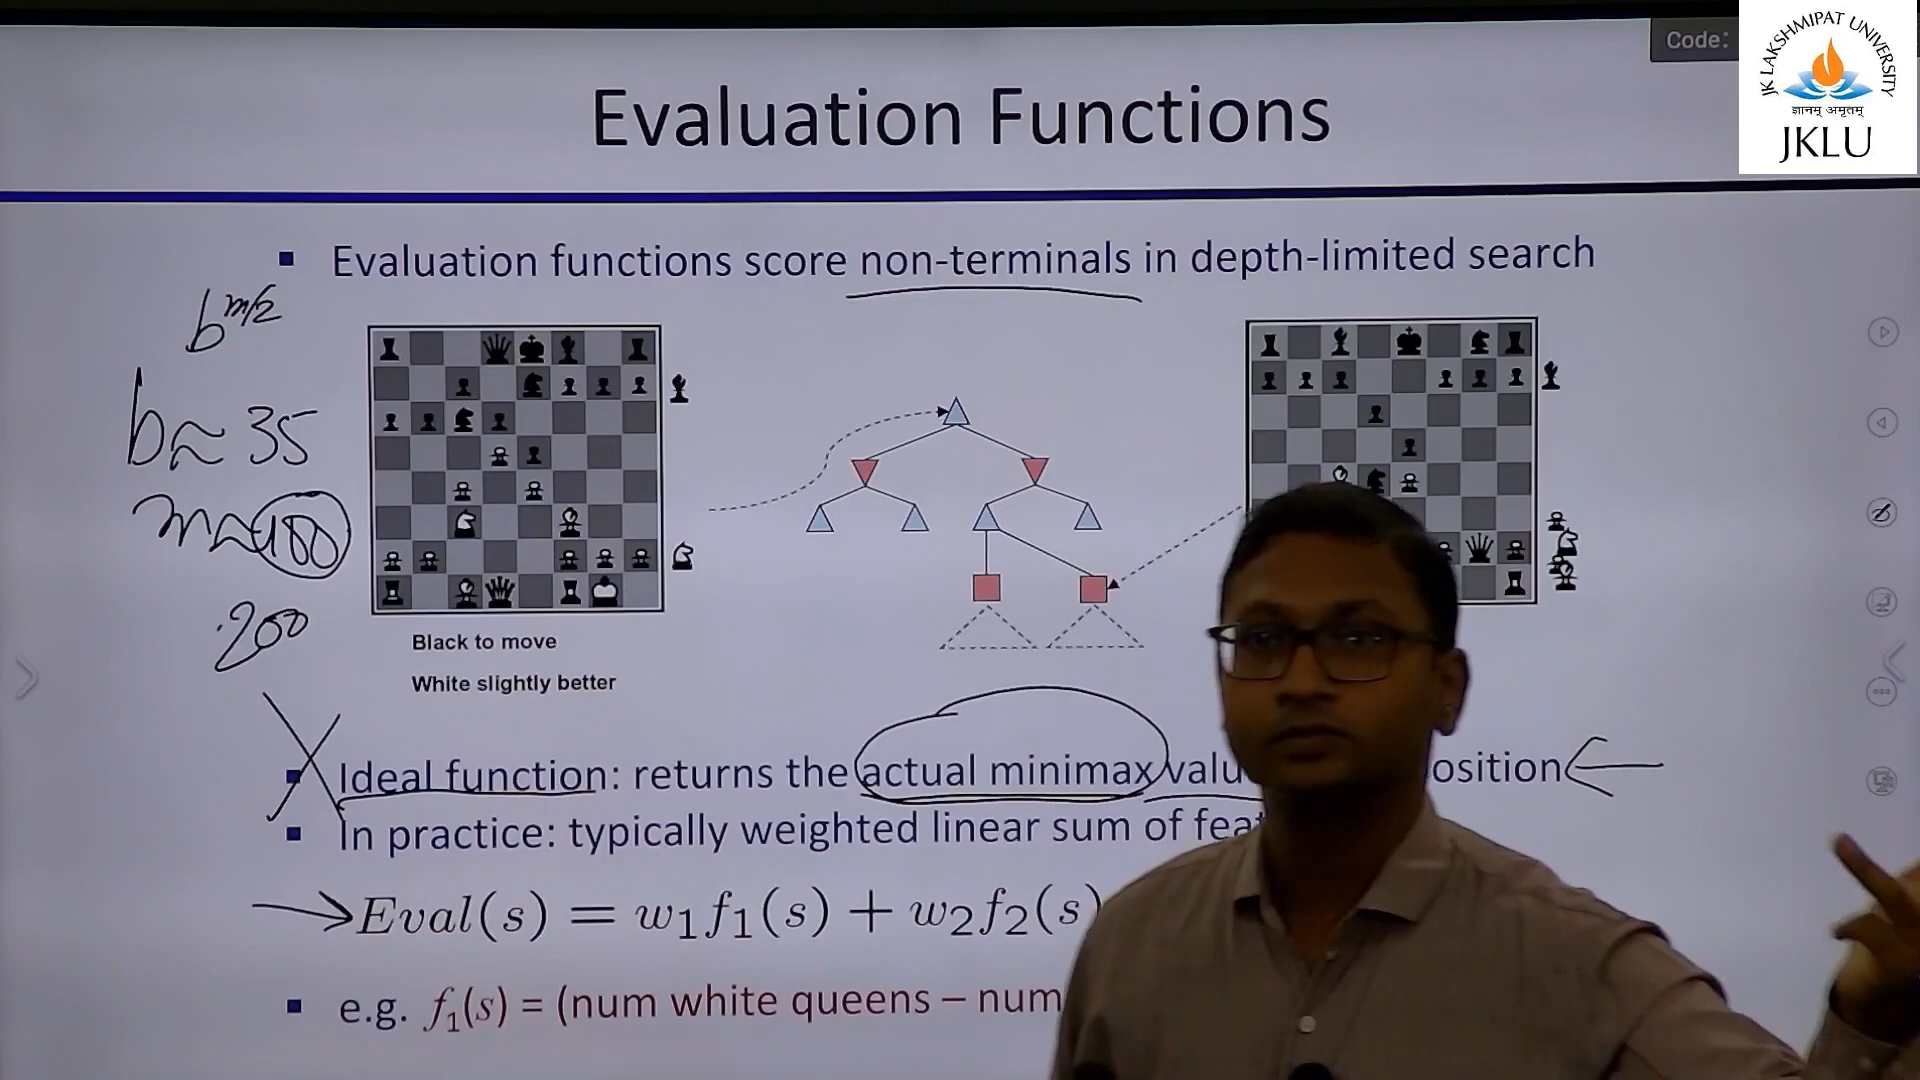 Code:
JK LAKSHMIPAT UNIVERSITY
ज्ञानम् अमृतम्
JKLU
Evaluation Functions
Evaluation functions score non-terminals in depth-limited search
b^m/2
b ≈ 35
m ~ 100
200
Black to move
White slightly better
Ideal function: returns the actual minimax valu osition
In practice: typically weighted linear sum of feat
Eval(s) = w1f1(s) + w2f2(s)
e.g. f1(s) = (num white queens – num